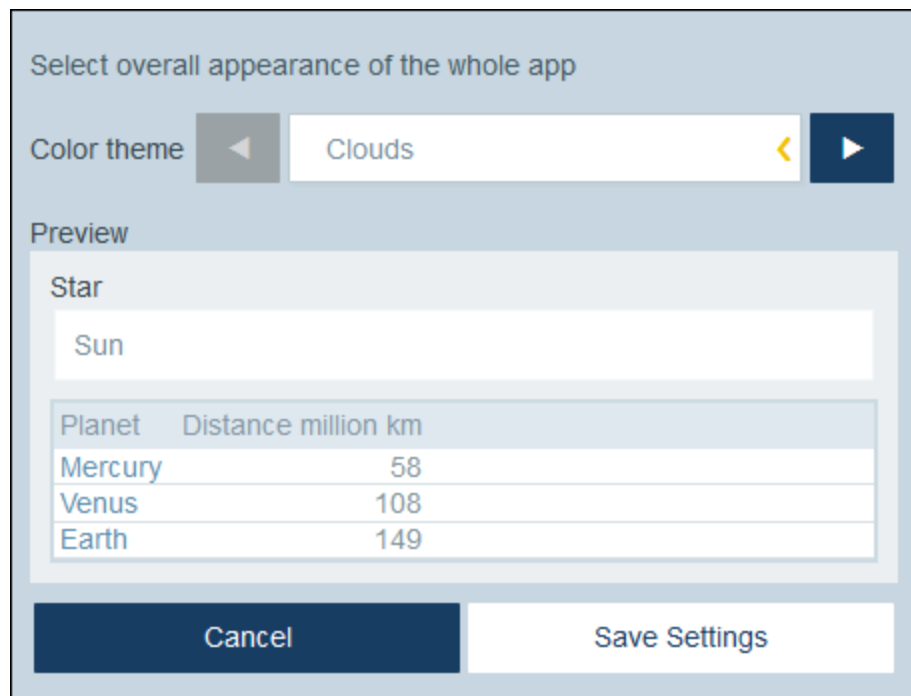 Select overall appearance of the whole app
Color theme Clouds
Preview
Star
Sun
Planet Distance million km
Mercury 58
Venus 108
Earth 149
Cancel Save Settings